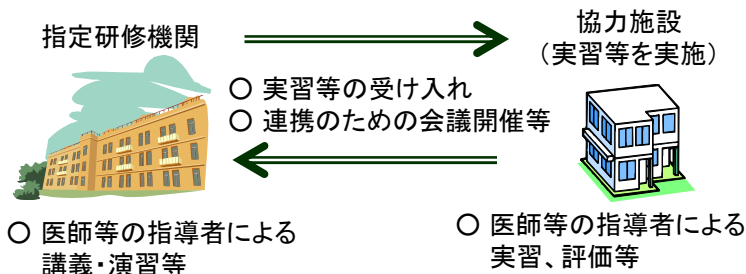 指定研修機関
協力施設
（実習等を実施）
○ 実習等の受け入れ
○ 連携のための会議開催等
○ 医師等の指導者による
講義・演習等
○ 医師等の指導者による
実習、評価等